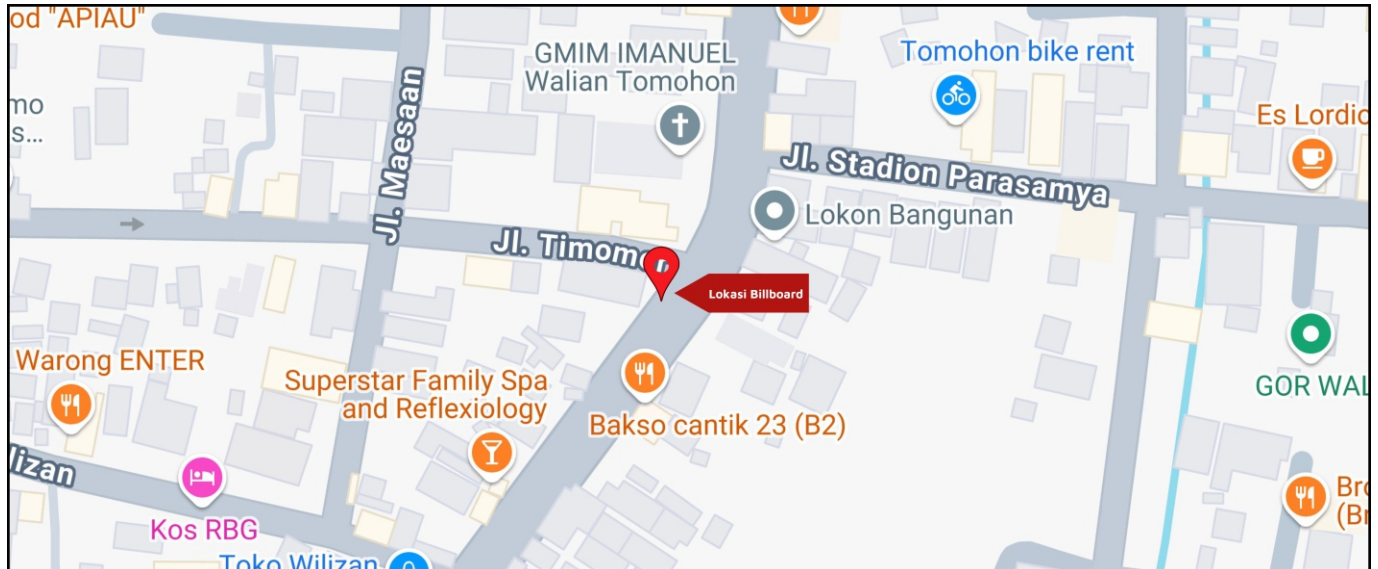 od "APIAU"
GMIM IMANUEL
Walian Tomohon
Tomohon bike rent
mo
s...
Es Lordic
Jl. Maesaan
Jl. Stadion Parasamya
Lokon Bangunan
Jl. Timomo
Lokasi Billboard
Warong ENTER
Superstar Family Spa
and Reflexiology
GOR WAL
Bakso cantik 23 (B2)
lizan
Kos RBG
Bro
(Br
Toko Wilizan